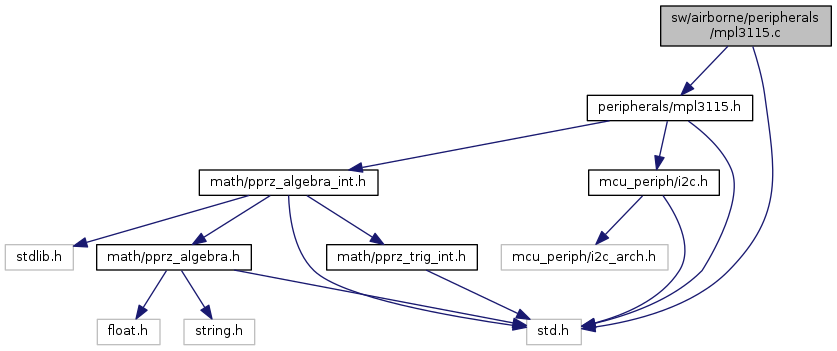 sw/airborne/peripherals
/mpl3115.c
peripherals/mpl3115.h
math/pprz_algebra_int.h
mcu_periph/i2c.h
stdlib.h
math/pprz_algebra.h
math/pprz_trig_int.h
mcu_periph/i2c_arch.h
float.h
string.h
std.h